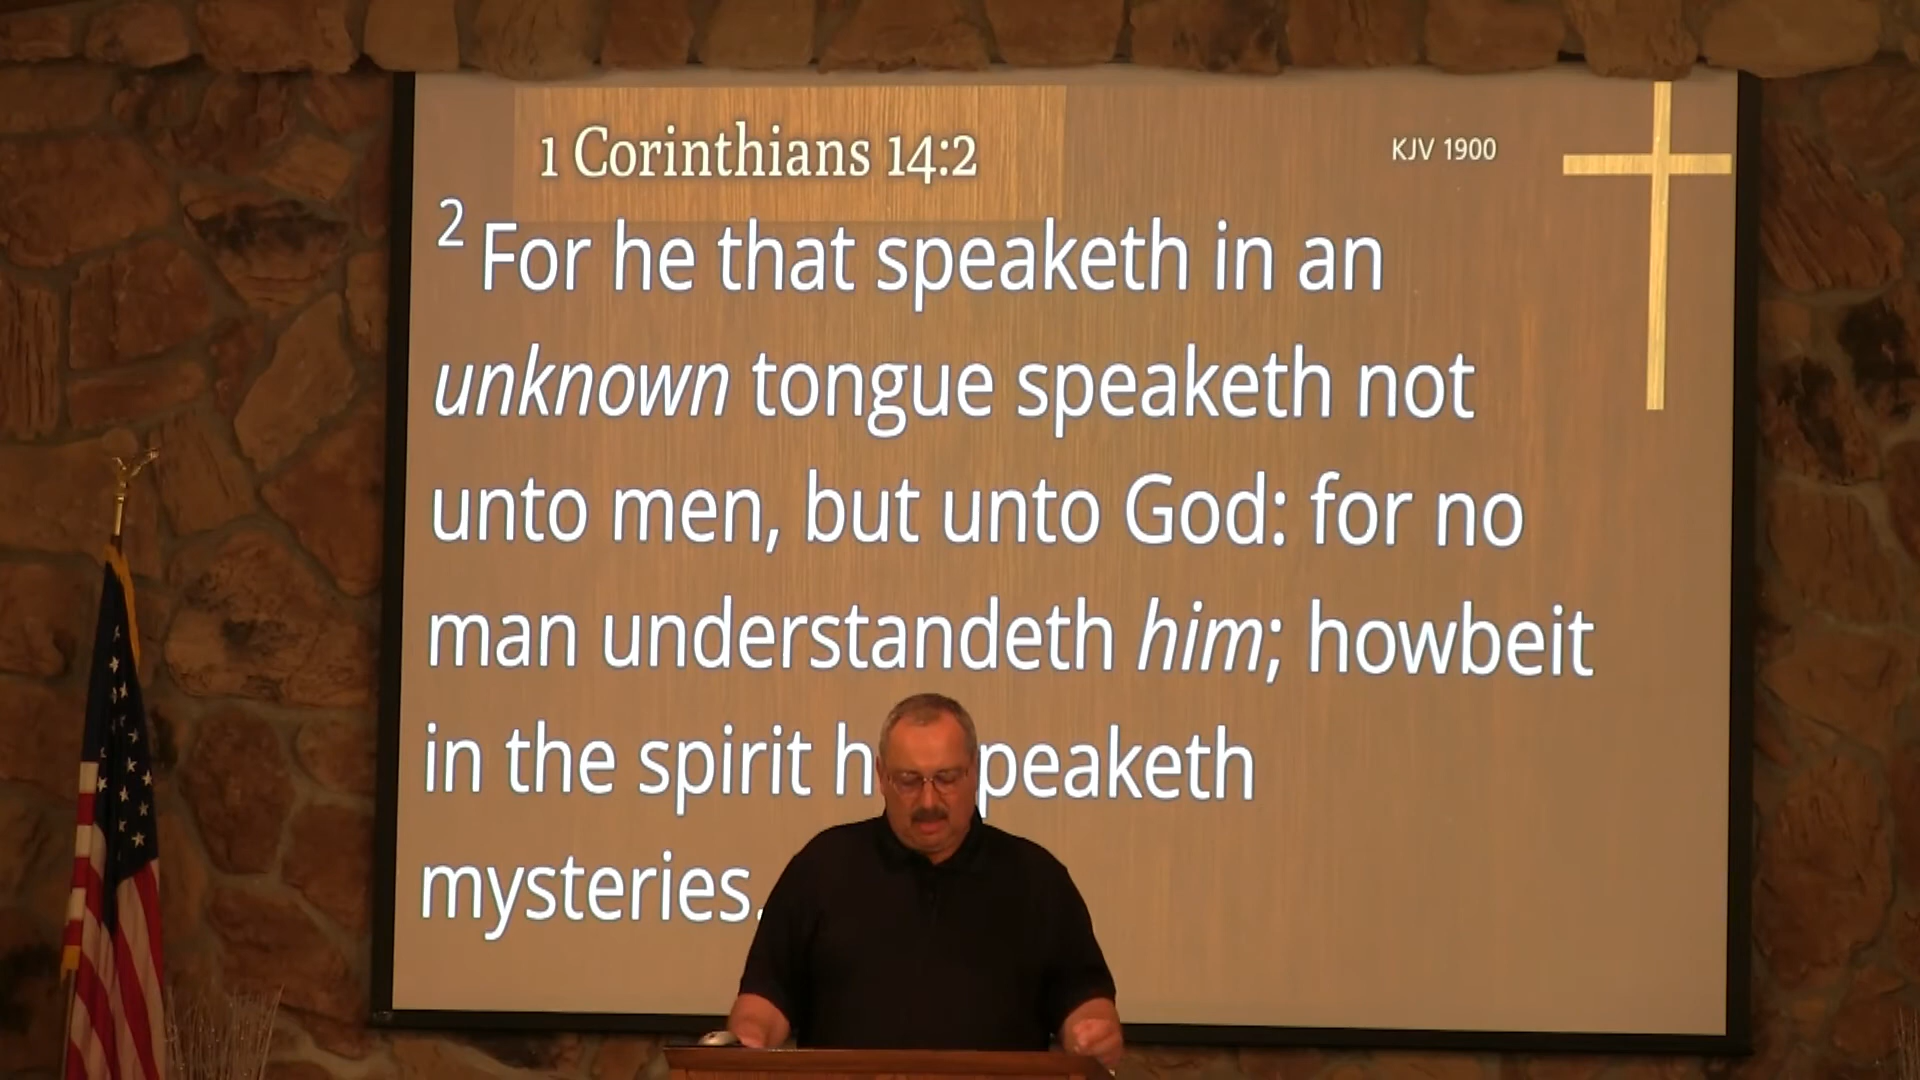 1 Corinthians 14:2
KJV 1900
2 For he that speaketh in an
unknown tongue speaketh not
unto men, but unto God: for no
man understandeth him; howbeit
in the spirit h peaketh
mysteries.